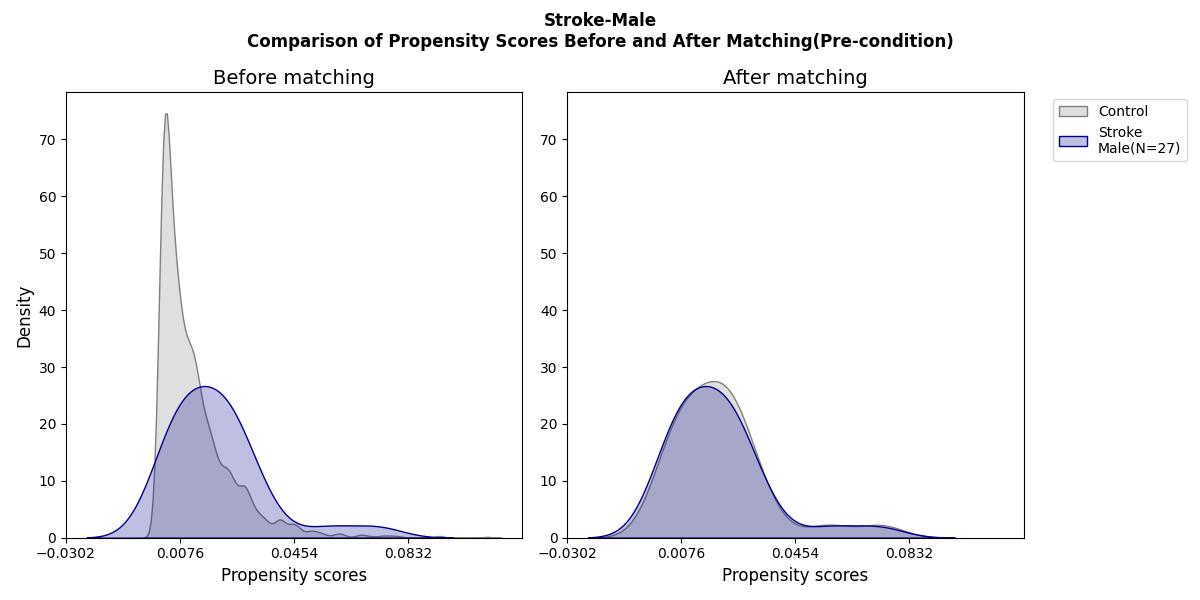 Stroke-Male
Comparison of Propensity Scores Before and After Matching(Pre-condition)
Before matching
After matching
Density
70
60
50
40
30
20
10
0
−0.0302
0.0076
0.0454
0.0832
Propensity scores
70
60
50
40
30
20
10
0
−0.0302
0.0076
0.0454
0.0832
Propensity scores
Control
Stroke
Male(N=27)